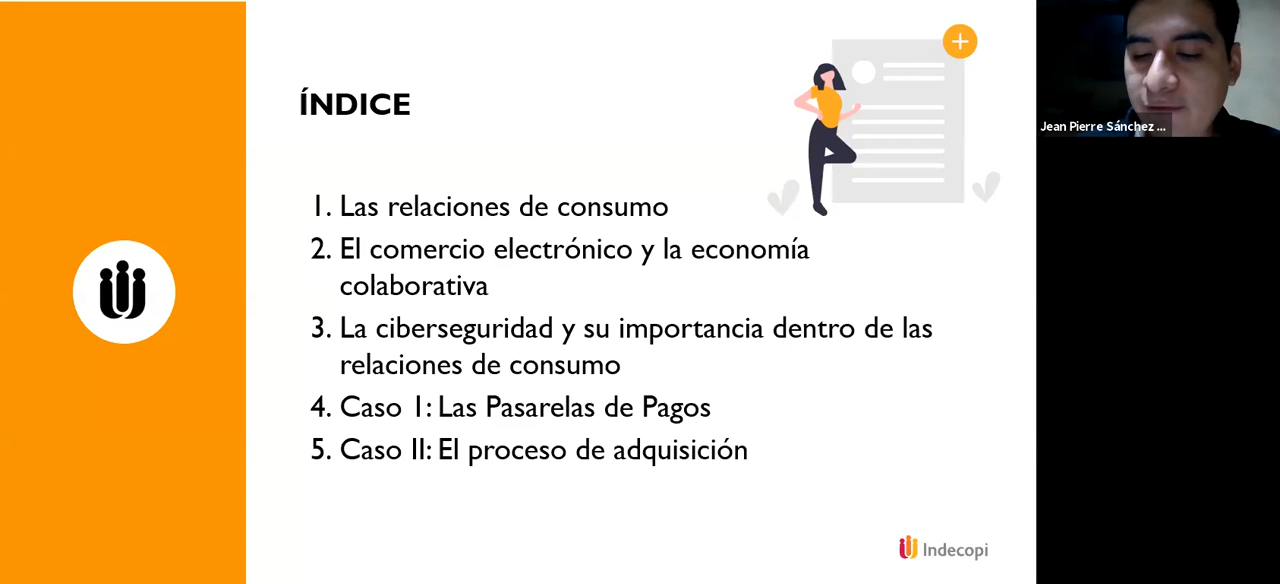 ÍNDICE
1. Las relaciones de consumo
2. El comercio electrónico y la economía
colaborativa
3. La ciberseguridad y su importancia dentro de las
relaciones de consumo
4. Caso I: Las Pasarelas de Pagos
5. Caso II: El proceso de adquisición
Indecopi
Jean Pierre Sánchez ...